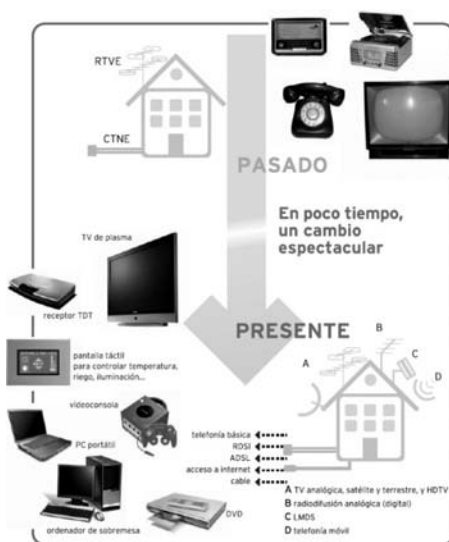 RTVE
CTNE
PASADO
En poco tiempo,
un cambio
espectacular
TV de plasma
receptor TDT
PRESENTE
pantalla táctil
para controlar temperatura,
riego, iluminación...
videoconsola
PC portátil
ordenador de sobremesa
DVD
A
B
C
D
telefonía básica
RDSI
ADSL
acceso a internet
cable
A TV analógica, satélite y terrestre, y HDTV
B radiodifusión analógica (digital)
C LMDS
D telefonía móvil